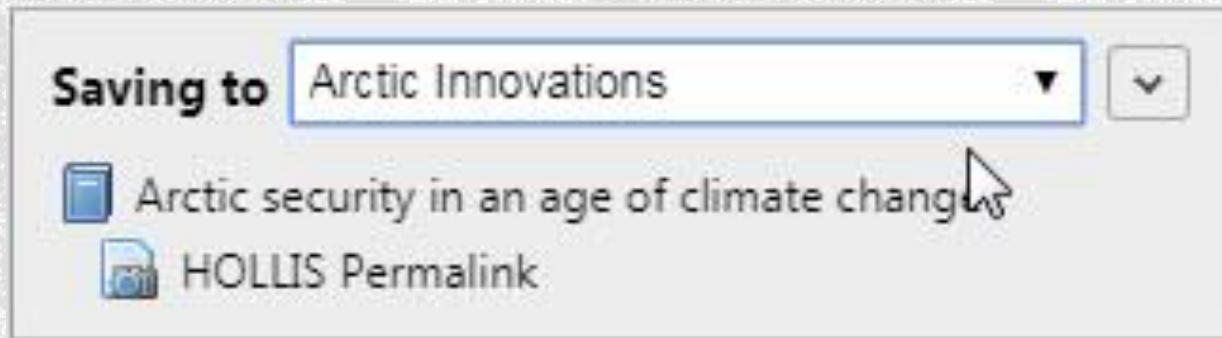 Saving to Arctic Innovations
Arctic security in an age of climate change
HOLLIS Permalink